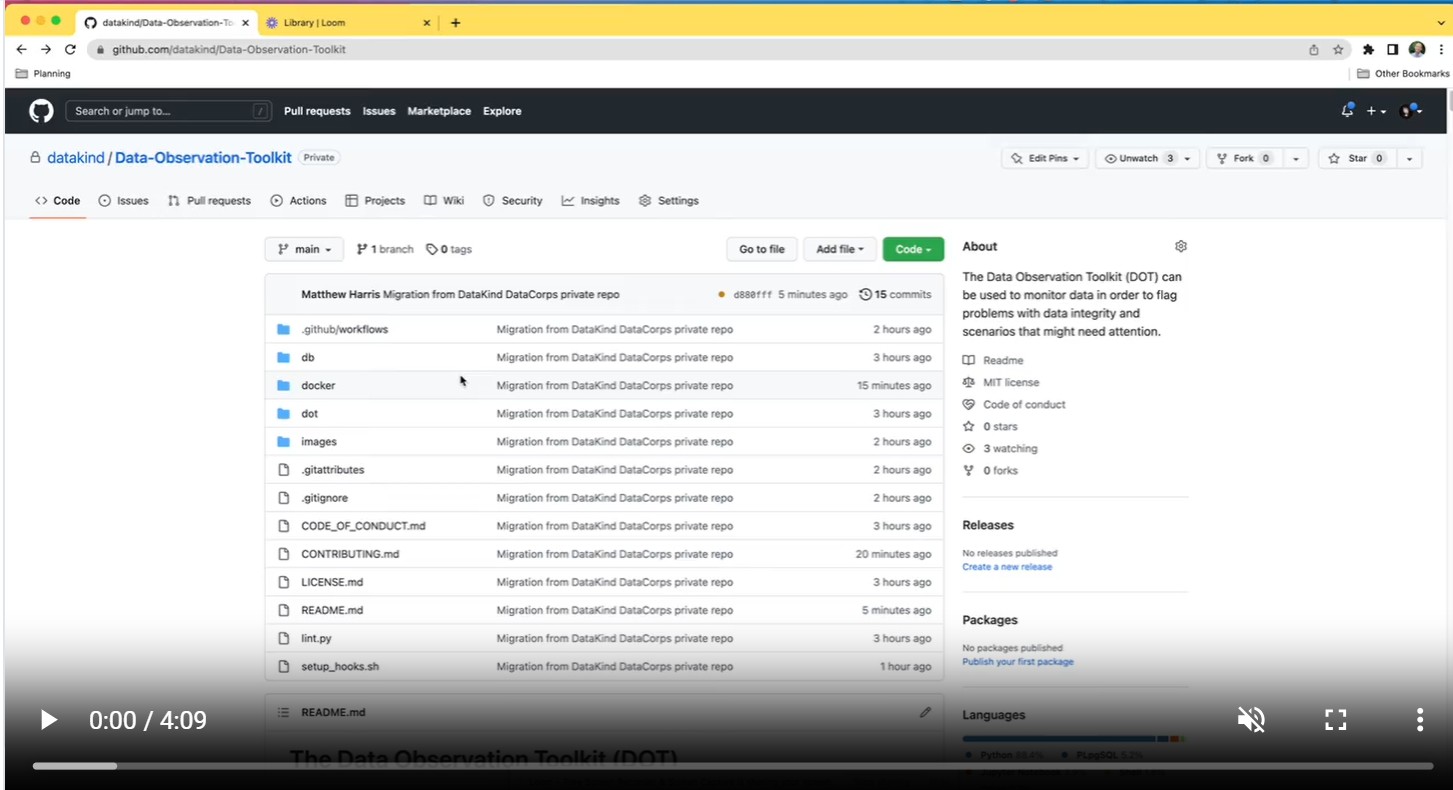 datakind/Data-Observation-To
Library | Loom
github.com/datakind/Data-Observation-Toolkit
Planning
Other Bookmarks
Search or jump to... /
Pull requests Issues Marketplace Explore
datakind / Data-Observation-Toolkit Private
Edit Pins Unwatch 3 Fork 0 Star 0
Code Issues Pull requests Actions Projects Wiki Security Insights Settings
main 1 branch 0 tags Go to file Add file Code
Matthew Harris Migration from DataKind DataCorps private repo d880fff 5 minutes ago 15 commits
.github/workflows Migration from DataKind DataCorps private repo 2 hours ago
db Migration from DataKind DataCorps private repo 3 hours ago
docker Migration from DataKind DataCorps private repo 15 minutes ago
dot Migration from DataKind DataCorps private repo 3 hours ago
images Migration from DataKind DataCorps private repo 2 hours ago
.gitattributes Migration from DataKind DataCorps private repo 2 hours ago
.gitignore Migration from DataKind DataCorps private repo 2 hours ago
CODE_OF_CONDUCT.md Migration from DataKind DataCorps private repo 3 hours ago
CONTRIBUTING.md Migration from DataKind DataCorps private repo 20 minutes ago
LICENSE.md Migration from DataKind DataCorps private repo 3 hours ago
README.md Migration from DataKind DataCorps private repo 5 minutes ago
lint.py Migration from DataKind DataCorps private repo 3 hours ago
setup_hooks.sh Migration from DataKind DataCorps private repo 1 hour ago
README.md
The Data Observation Toolkit (DOT)
About
The Data Observation Toolkit (DOT) can
be used to monitor data in order to flag
problems with data integrity and
scenarios that might need attention.
Readme
MIT license
Code of conduct
0 stars
3 watching
0 forks
Releases
No releases published
Create a new release
Packages
No packages published
Publish your first package
Languages
Python PLpgSQL
0:00 / 4:09